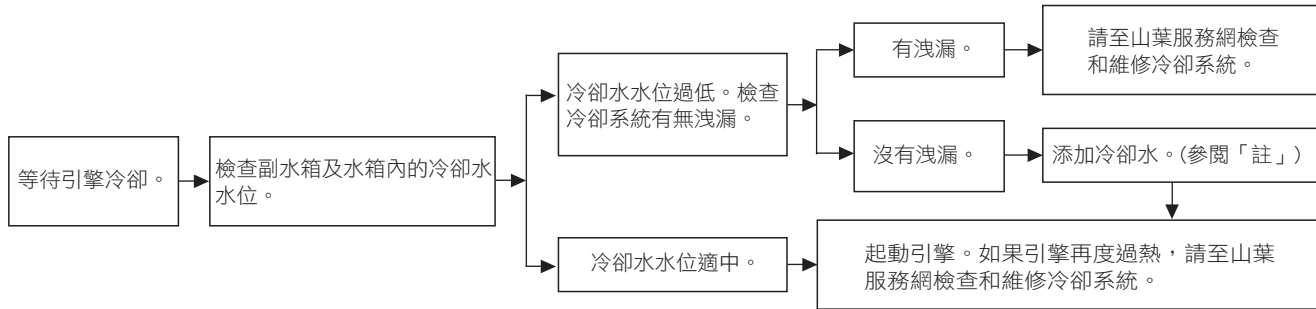 等待引擎冷卻。
檢查副水箱及水箱內的冷卻水
水位。
冷卻水水位過低。檢查
冷卻系統有無洩漏。
有洩漏。
請至山葉服務網檢查
和維修冷卻系統。
沒有洩漏。
添加冷卻水。(參閱「註」)
冷卻水水位適中。
起動引擎。如果引擎再度過熱，請至山葉
服務網檢查和維修冷卻系統。